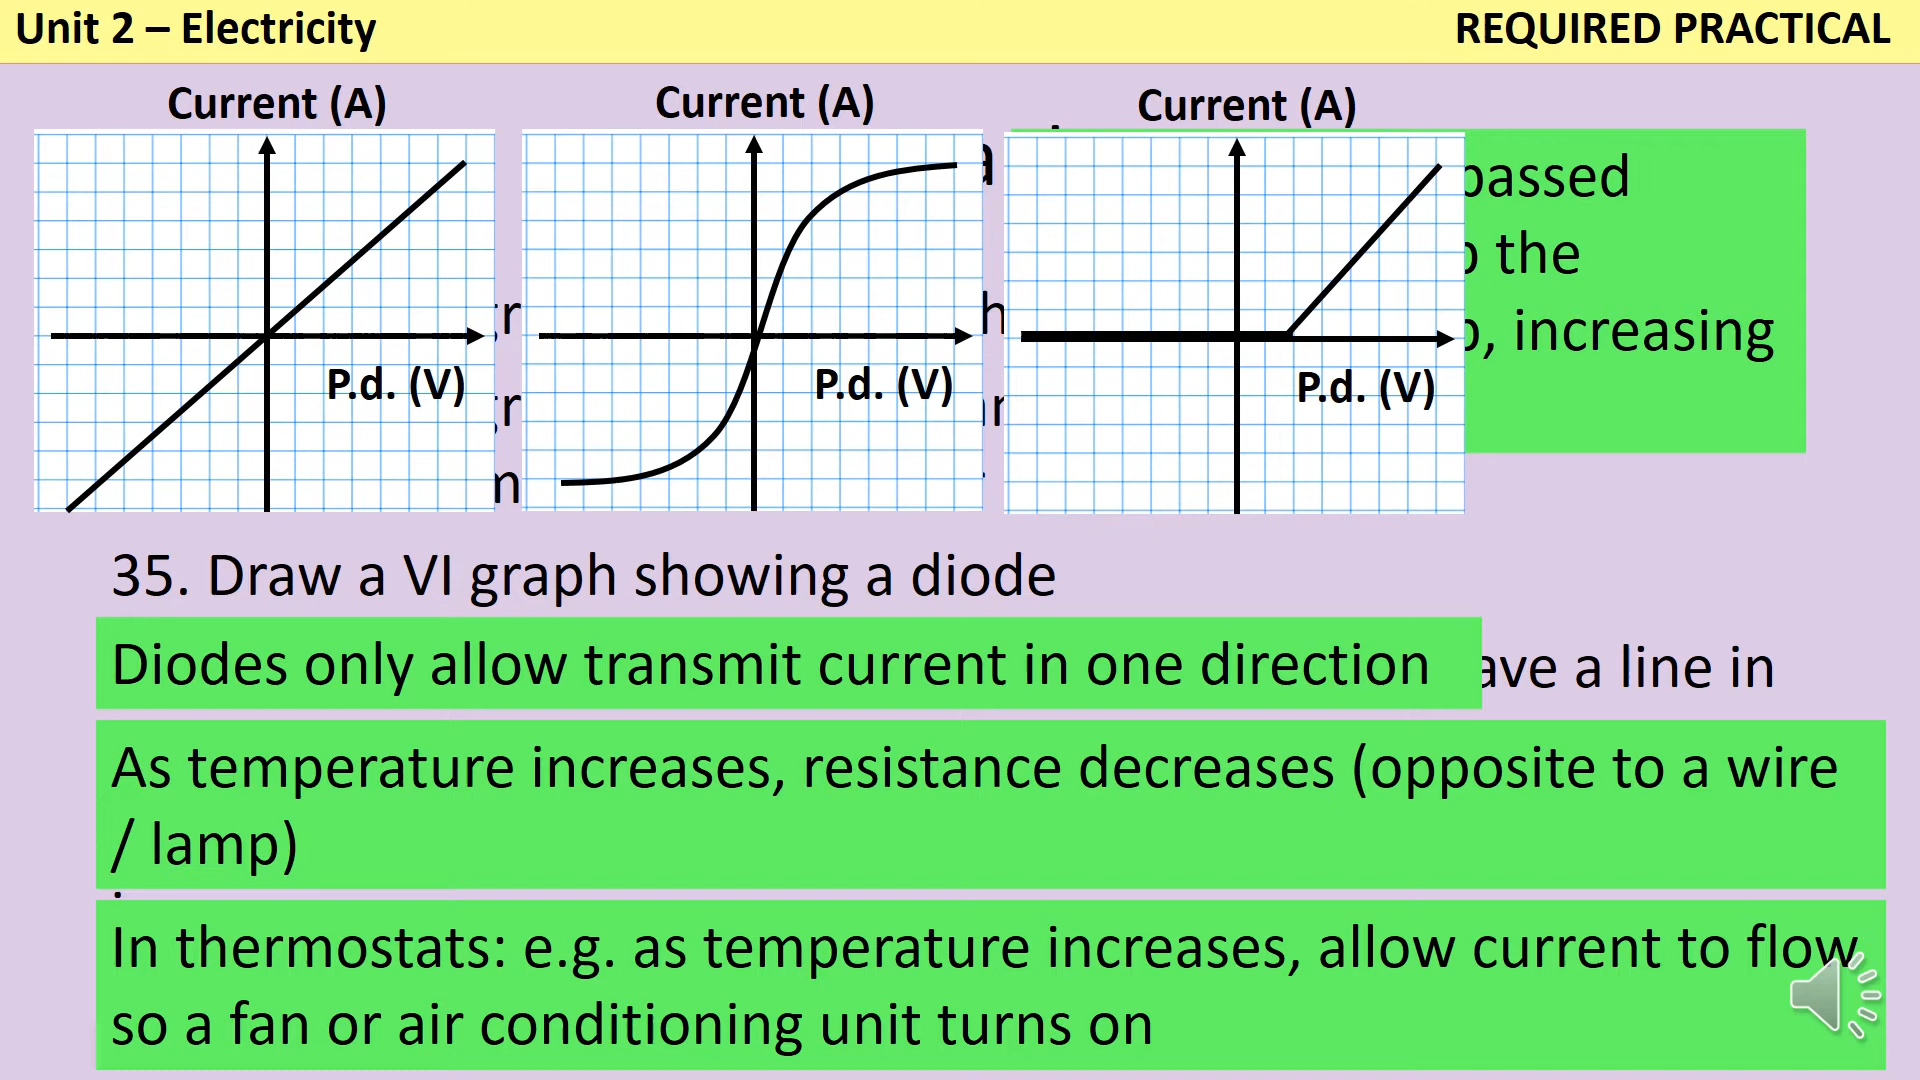 Unit 2 – Electricity
REQUIRED PRACTICAL
Current (A)
Current (A)
Current (A)
P.d. (V)
P.d. (V)
P.d. (V)
passed
the
increasing
35. Draw a VI graph showing a diode
Diodes only allow transmit current in one direction
ave a line in
As temperature increases, resistance decreases (opposite to a wire
/ lamp)
In thermostats: e.g. as temperature increases, allow current to flow
so a fan or air conditioning unit turns on